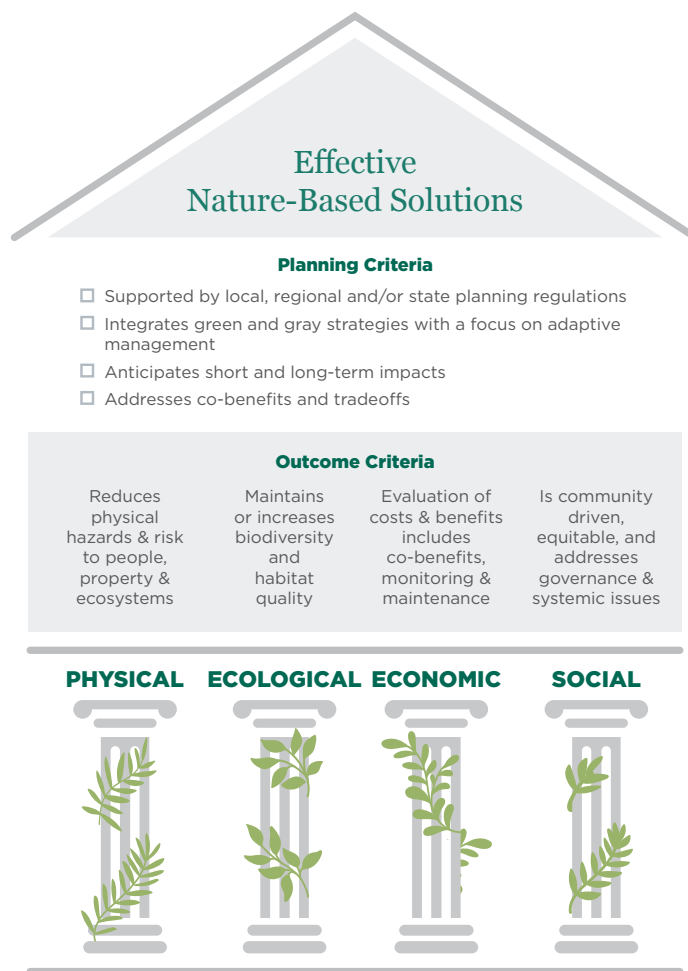 Effective
Nature-Based Solutions
Planning Criteria
Supported by local, regional and/or state planning regulations
Integrates green and gray strategies with a focus on adaptive
management
Anticipates short and long-term impacts
Addresses co-benefits and tradeoffs
Outcome Criteria
Reduces
physical
hazards & risk
to people,
property &
ecosystems
Maintains
or increases
biodiversity
and
habitat
quality
Evaluation of
costs & benefits
includes
co-benefits,
monitoring &
maintenance
Is community
driven,
equitable, and
addresses
governance &
systemic issues
PHYSICAL
ECOLOGICAL
ECONOMIC
SOCIAL